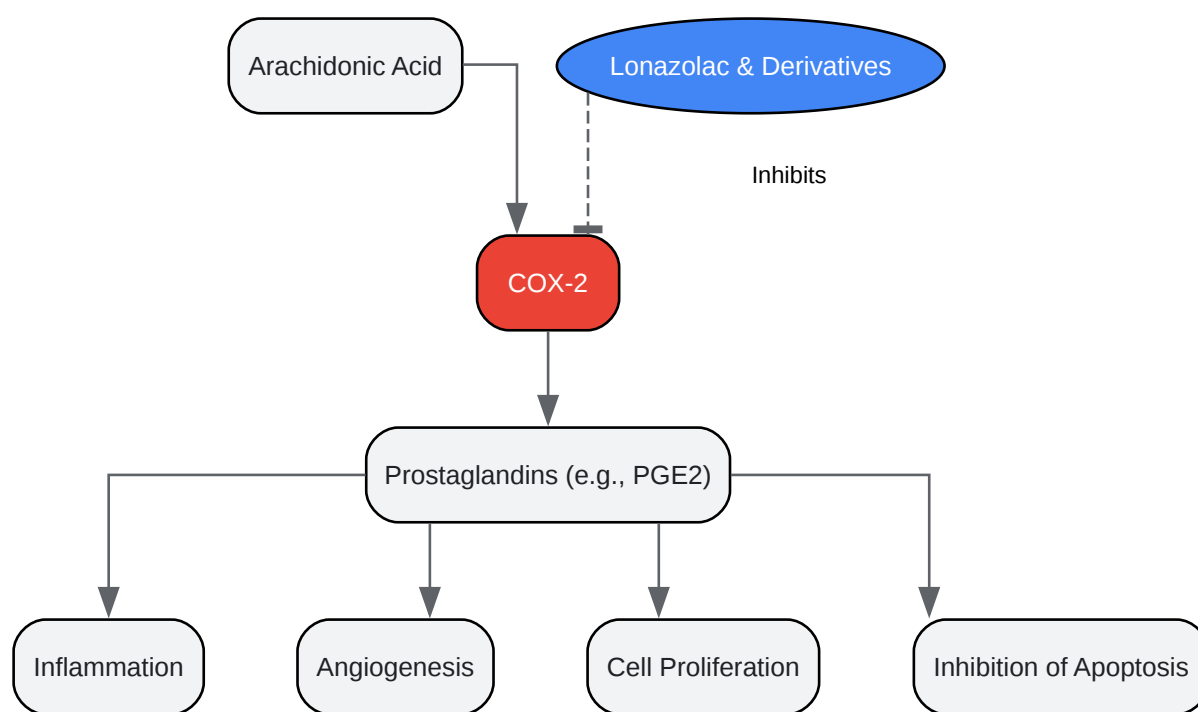 Arachidonic Acid
Lonazolac & Derivatives
Inhibits
COX-2
Prostaglandins (e.g., PGE2)
Inflammation
Angiogenesis
Cell Proliferation
Inhibition of Apoptosis